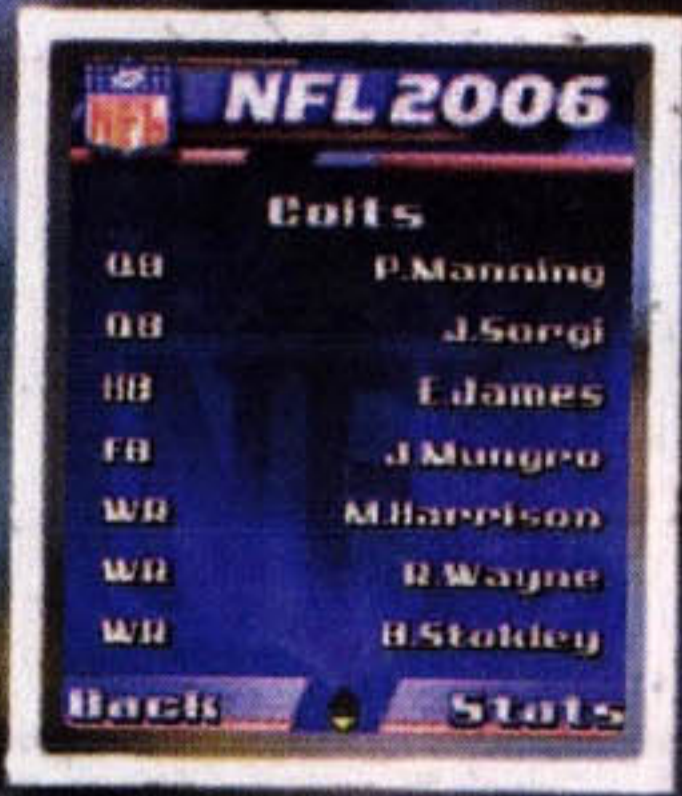 NFL
NFL 2006
Colts
QB P.Manning
QB J.Sorgi
HB E.James
FB J.Mungro
WR M.Harrison
WR R.Wayne
WR B.Stokley
Back Stats